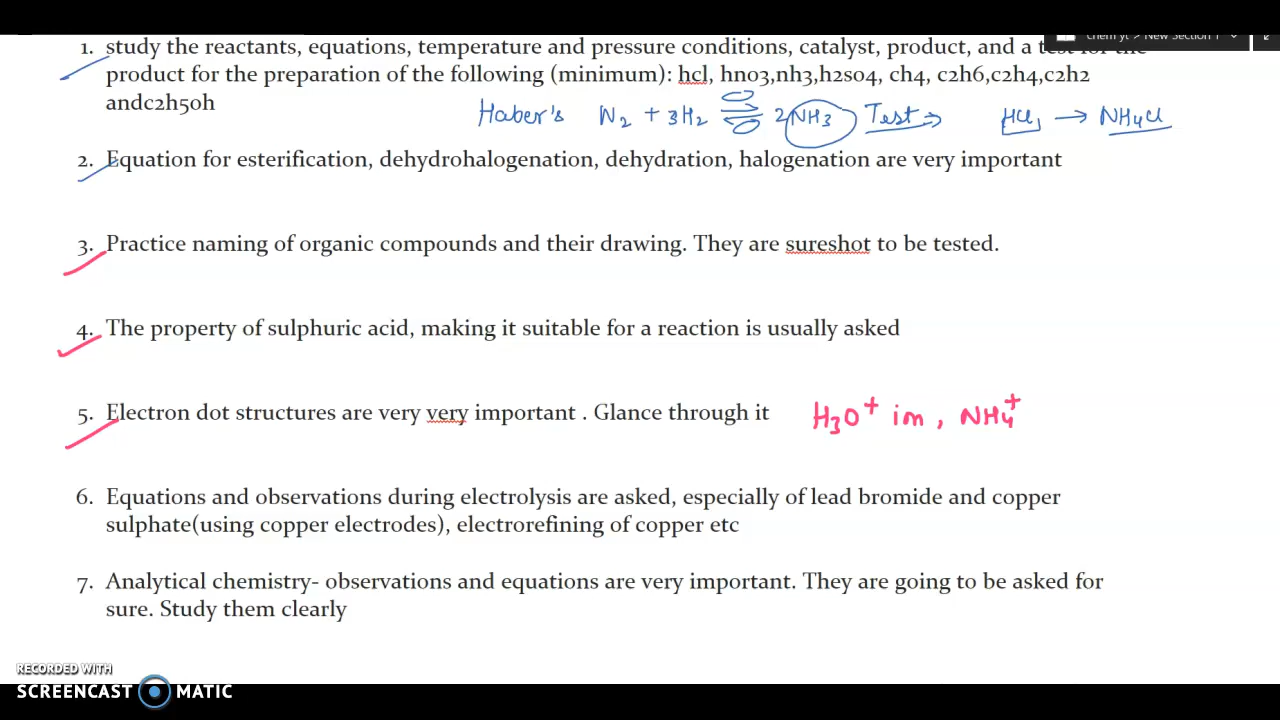 chem yt > New Section 1
1. study the reactants, equations, temperature and pressure conditions, catalyst, product, and a test for the
product for the preparation of the following (minimum): hcl, hno3,nh3,h2so4, ch4, c2h6,c2h4,c2h2
andc2h5oh
Haber's N2 + 3H2 ⇌ 2NH3 Test → HCl, → NH4Cl
2. Equation for esterification, dehydrohalogenation, dehydration, halogenation are very important
3. Practice naming of organic compounds and their drawing. They are sureshot to be tested.
4. The property of sulphuric acid, making it suitable for a reaction is usually asked
5. Electron dot structures are very very important . Glance through it H3O+ im, NH4+
6. Equations and observations during electrolysis are asked, especially of lead bromide and copper
sulphate(using copper electrodes), electrorefining of copper etc
7. Analytical chemistry- observations and equations are very important. They are going to be asked for
sure. Study them clearly
RECORDED WITH
SCREENCAST MATIC